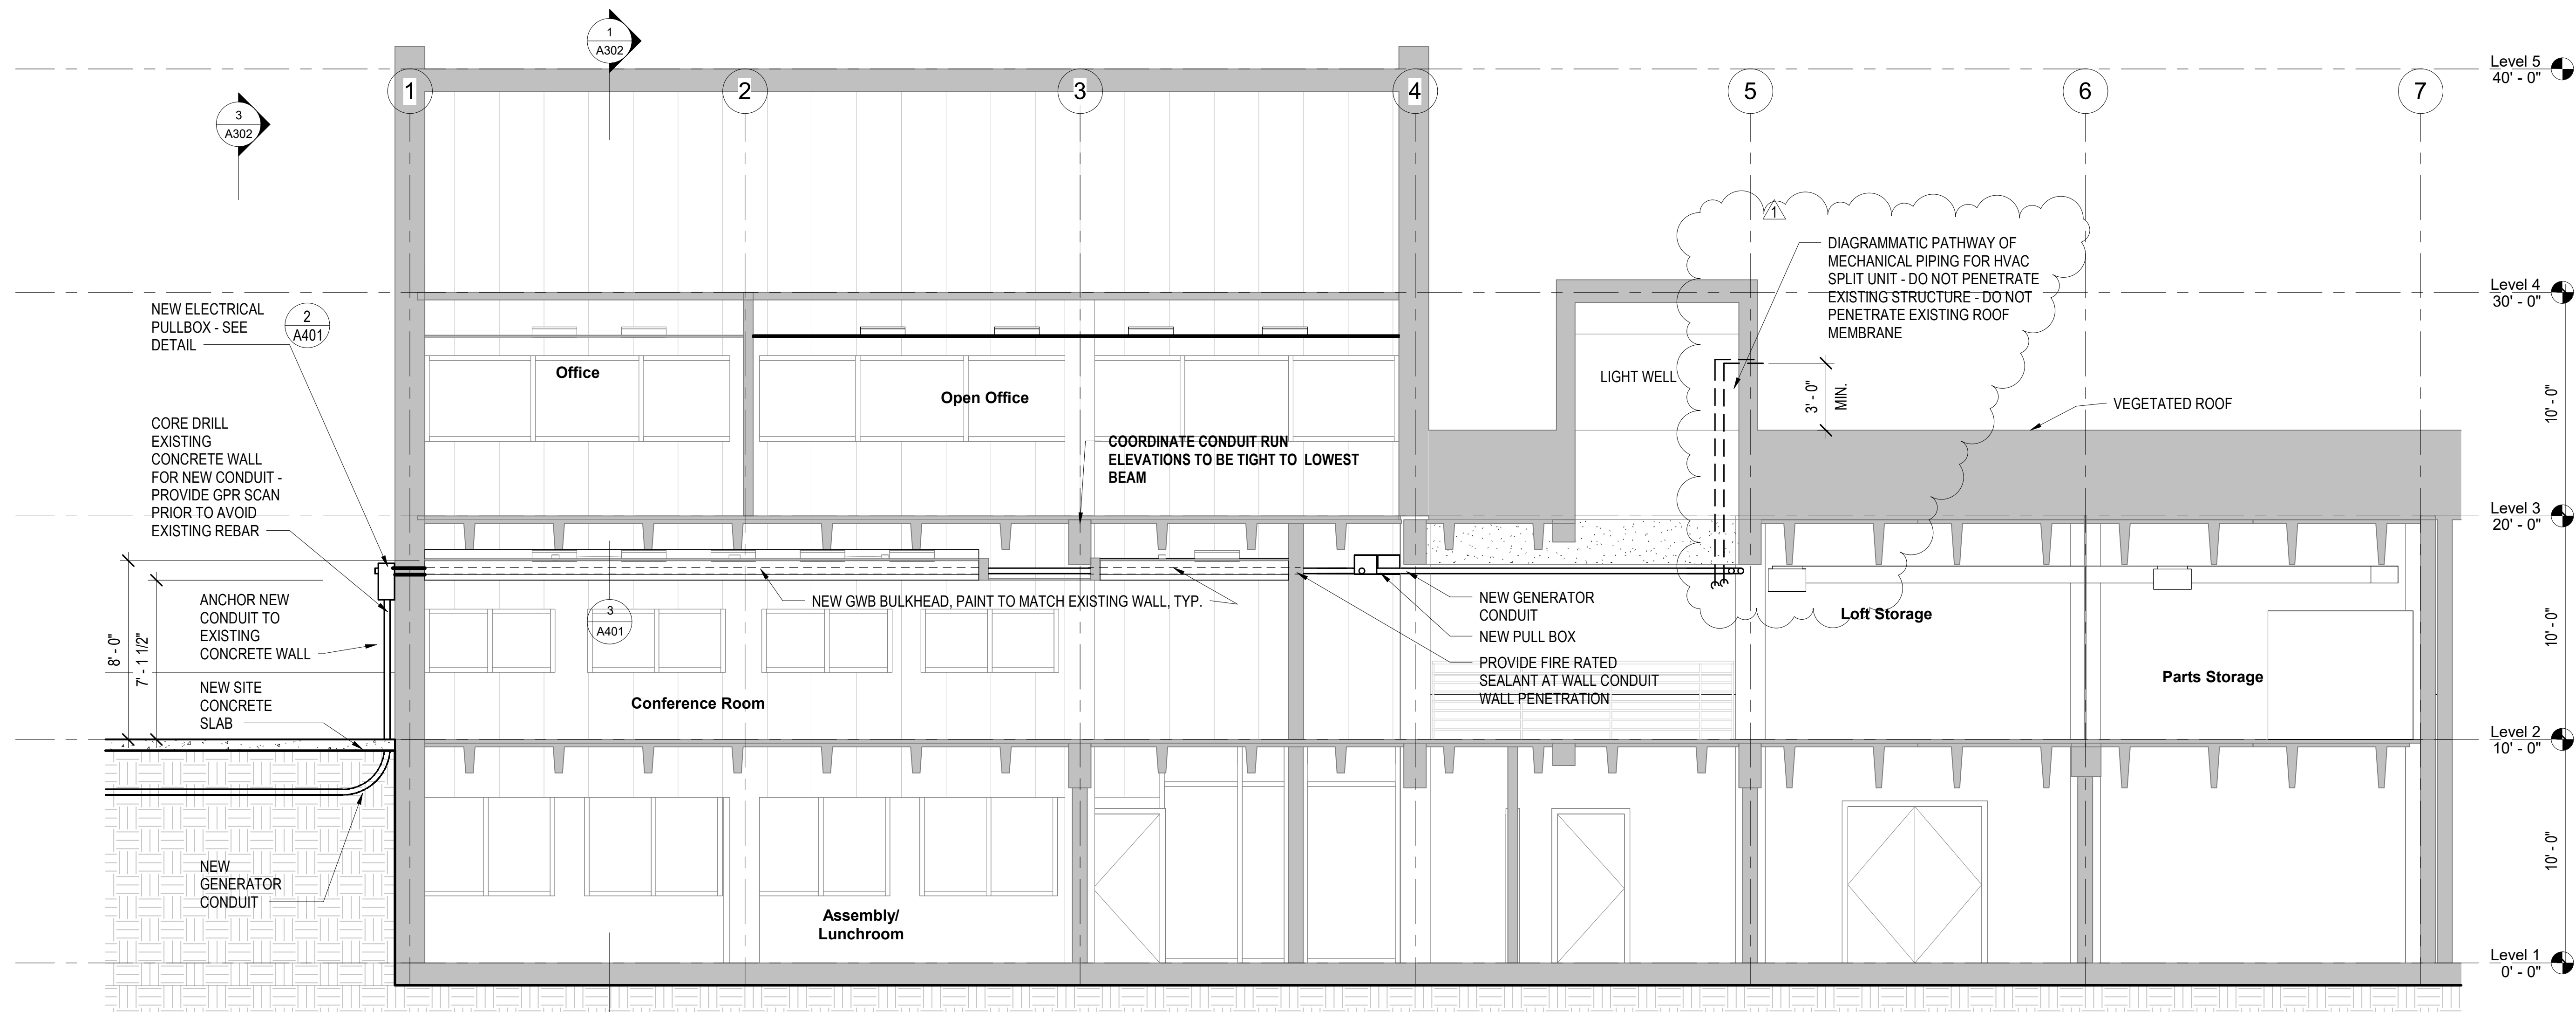 1
A302
3
A302
1
2
3
4
5
6
7
Level 5
40' - 0"
Level 4
30' - 0"
Level 3
20' - 0"
Level 2
10' - 0"
Level 1
0' - 0"
10' - 0"
10' - 0"
10' - 0"
NEW ELECTRICAL
PULLBOX - SEE
DETAIL
2
A401
CORE DRILL
EXISTING
CONCRETE WALL
FOR NEW CONDUIT -
PROVIDE GPR SCAN
PRIOR TO AVOID
EXISTING REBAR
ANCHOR NEW
CONDUIT TO
EXISTING
CONCRETE WALL
8' - 0"
7' - 1 1/2"
NEW SITE
CONCRETE
SLAB
NEW
GENERATOR
CONDUIT
Office
Open Office
COORDINATE CONDUIT RUN
ELEVATIONS TO BE TIGHT TO LOWEST
BEAM
NEW GWB BULKHEAD, PAINT TO MATCH EXISTING WALL, TYP.
3
A401
Conference Room
Assembly/
Lunchroom
1
DIAGRAMMATIC PATHWAY OF
MECHANICAL PIPING FOR HVAC
SPLIT UNIT - DO NOT PENETRATE
EXISTING STRUCTURE - DO NOT
PENETRATE EXISTING ROOF
MEMBRANE
LIGHT WELL
3' - 0"
MIN.
VEGETATED ROOF
NEW GENERATOR
CONDUIT
NEW PULL BOX
PROVIDE FIRE RATED
SEALANT AT WALL CONDUIT
WALL PENETRATION
Loft Storage
Parts Storage